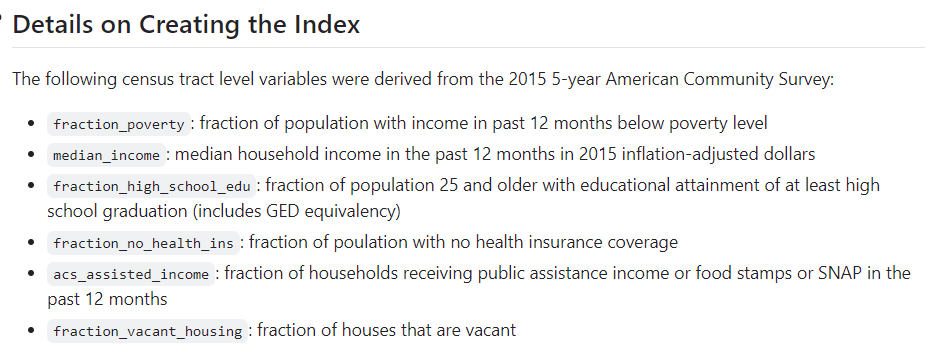 Details on Creating the Index
The following census tract level variables were derived from the 2015 5-year American Community Survey:
• fraction_poverty: fraction of population with income in past 12 months below poverty level
• median_income: median household income in the past 12 months in 2015 inflation-adjusted dollars
• fraction_high_school_edu: fraction of population 25 and older with educational attainment of at least high
school graduation (includes GED equivalency)
• fraction_no_health_ins: fraction of poulation with no health insurance coverage
• acs_assisted_income: fraction of households receiving public assistance income or food stamps or SNAP in the
past 12 months
• fraction_vacant_housing: fraction of houses that are vacant